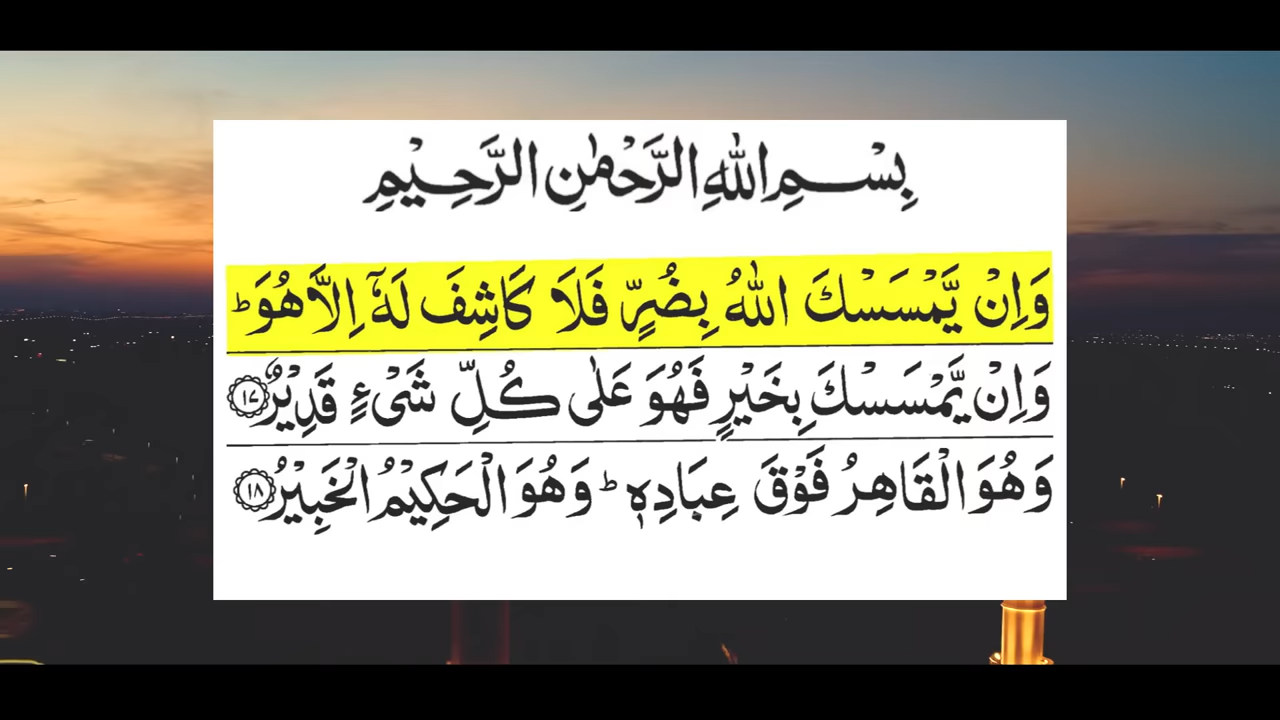 بِسْمِ اللّٰهِ الرَّحْمٰنِ الرَّحِيْمِ
وَاِنْ يَّمْسَسْكَ اللّٰهُ بِضُرٍّ فَلَا كَاشِفَ لَهٗۤ اِلَّا هُوَ ؕ
وَاِنْ يَّمْسَسْكَ بِخَيْرٍ فَهُوَ عَلٰى كُلِّ شَىْءٍ قَدِيْرٌ ﴿۱۷﴾
وَهُوَ الْقَاهِرُ فَوْقَ عِبَادِهٖ ؕ وَهُوَ الْحَكِيْمُ الْخَبِيْرُ ﴿۱۸﴾